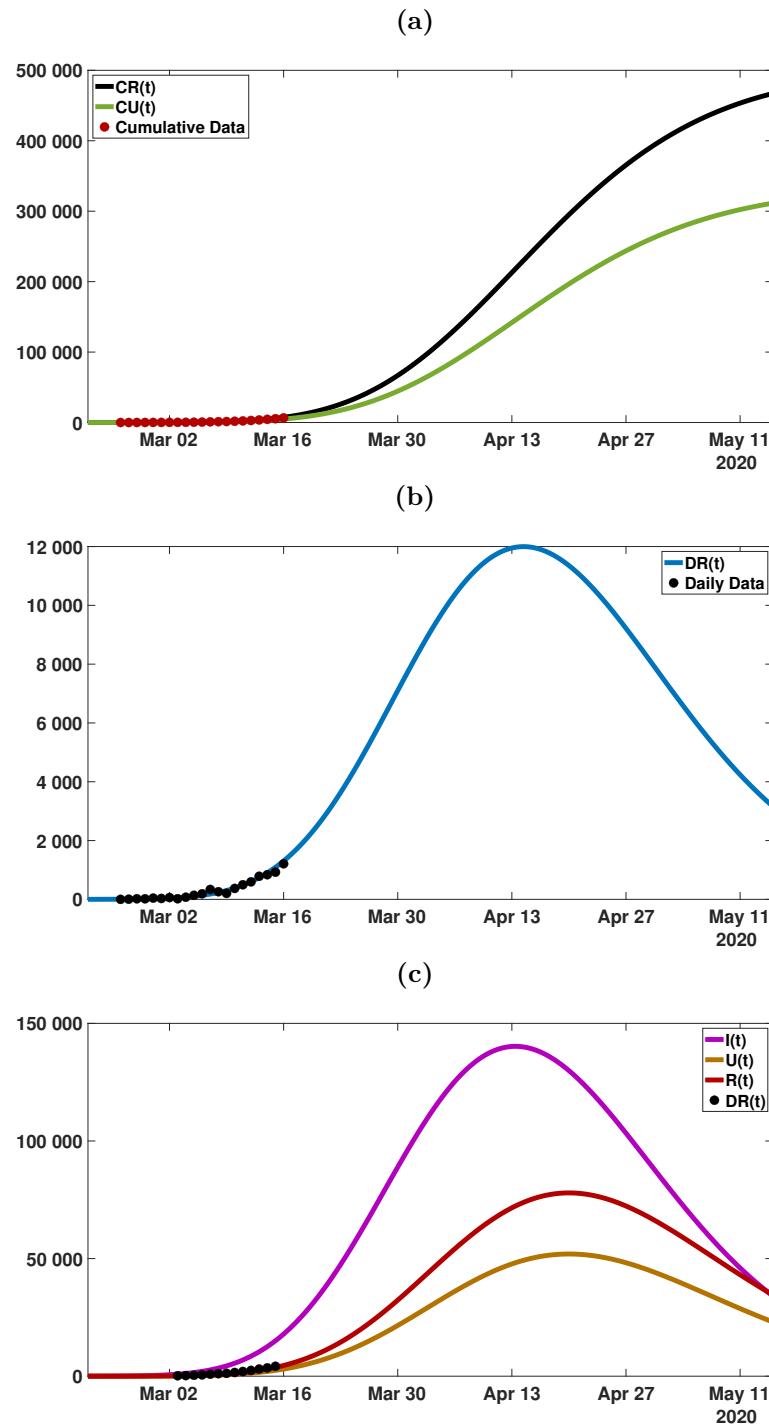 (a)
500 000
400 000
300 000
200 000
100 000
0
CR(t)
CU(t)
Cumulative Data
Mar 02 Mar 16 Mar 30 Apr 13 Apr 27 May 11
2020
(b)
12 000
10 000
8 000
6 000
4 000
2 000
0
DR(t)
Daily Data
Mar 02 Mar 16 Mar 30 Apr 13 Apr 27 May 11
2020
(c)
150 000
100 000
50 000
0
I(t)
U(t)
R(t)
DR(t)
Mar 02 Mar 16 Mar 30 Apr 13 Apr 27 May 11
2020